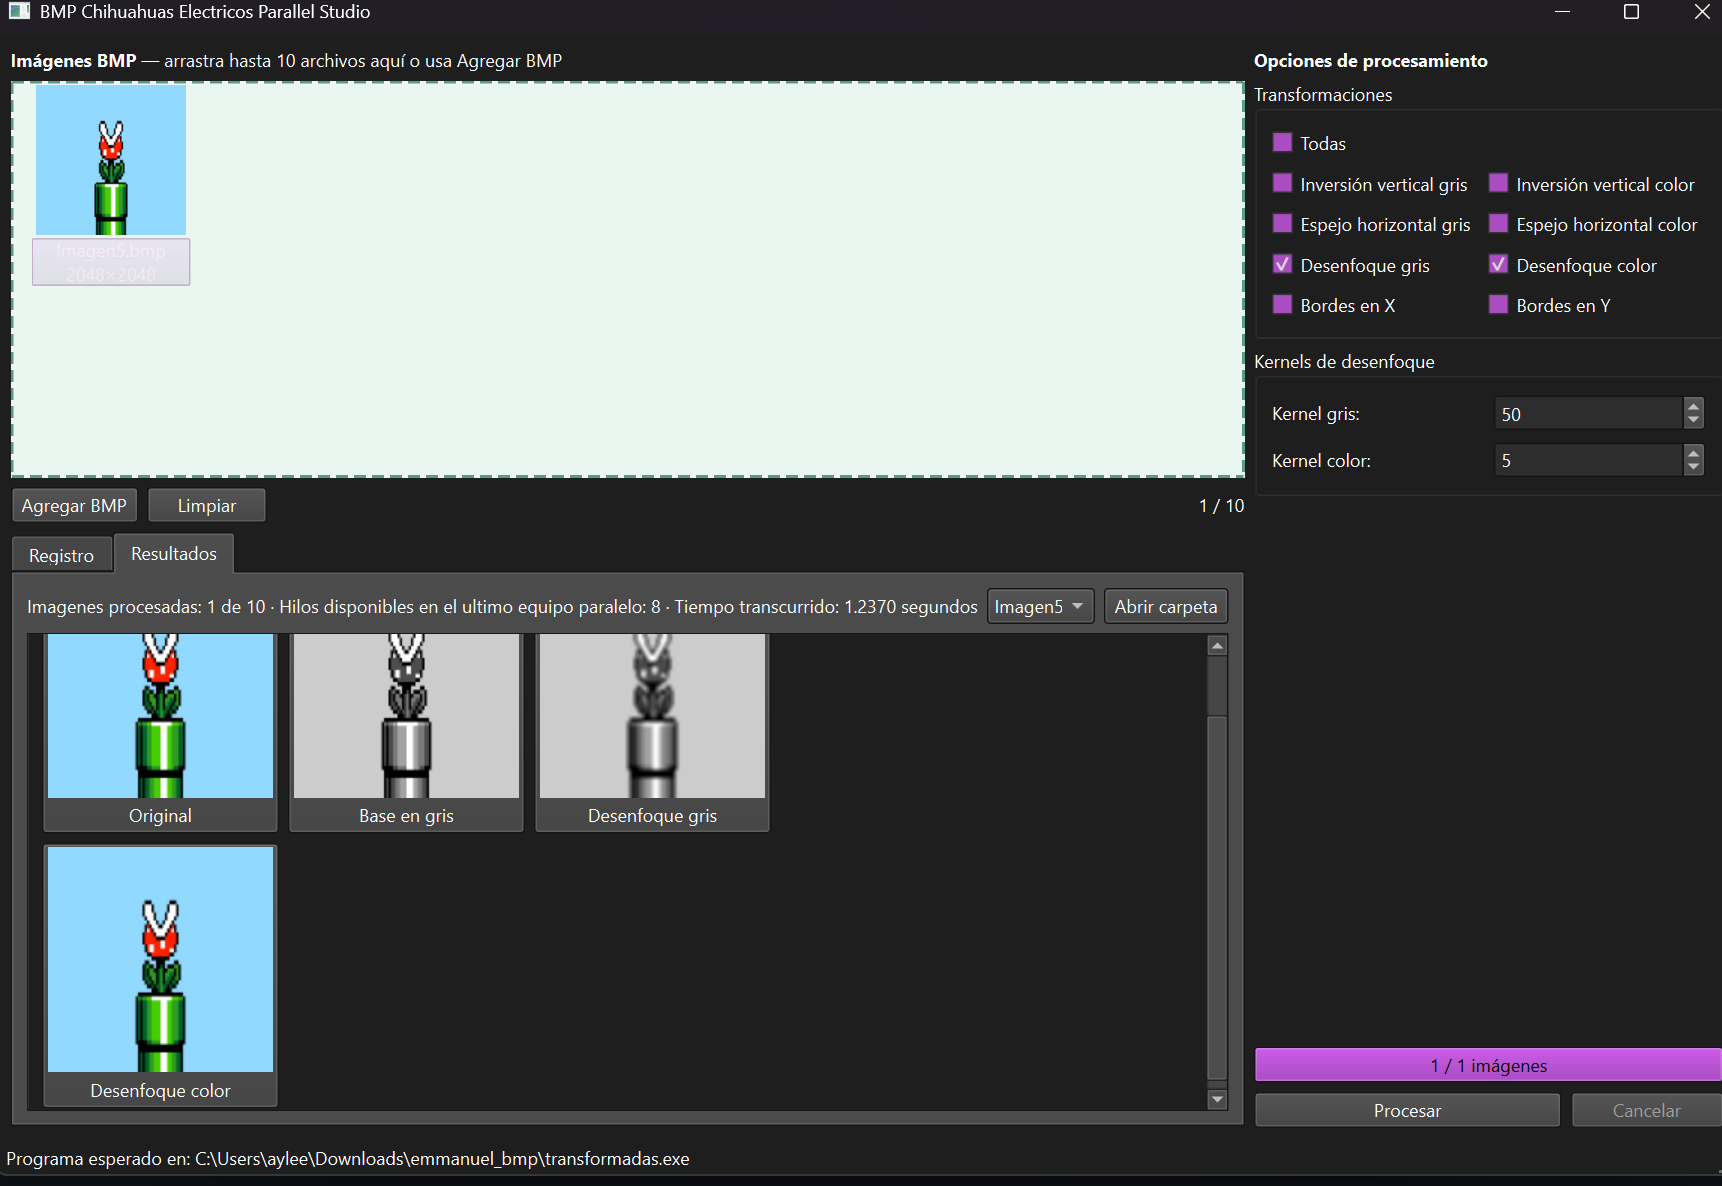 BMP Chihuahuas Electricos Parallel Studio
Imágenes BMP — arrastra hasta 10 archivos aquí o usa Agregar BMP
Imagen5.bmp
2048×2048
Agregar BMP
Limpiar
1 / 10
Registro
Resultados
Imagenes procesadas: 1 de 10 · Hilos disponibles en el ultimo equipo paralelo: 8 · Tiempo transcurrido: 1.2370 segundos
Imagen5
Abrir carpeta
Original
Base en gris
Desenfoque gris
Desenfoque color
Opciones de procesamiento
Transformaciones
Todas
Inversión vertical gris
Inversión vertical color
Espejo horizontal gris
Espejo horizontal color
Desenfoque gris
Desenfoque color
Bordes en X
Bordes en Y
Kernels de desenfoque
Kernel gris:
50
Kernel color:
5
1 / 1 imágenes
Procesar
Cancelar
Programa esperado en: C:\Users\aylee\Downloads\emmanuel_bmp\transformadas.exe